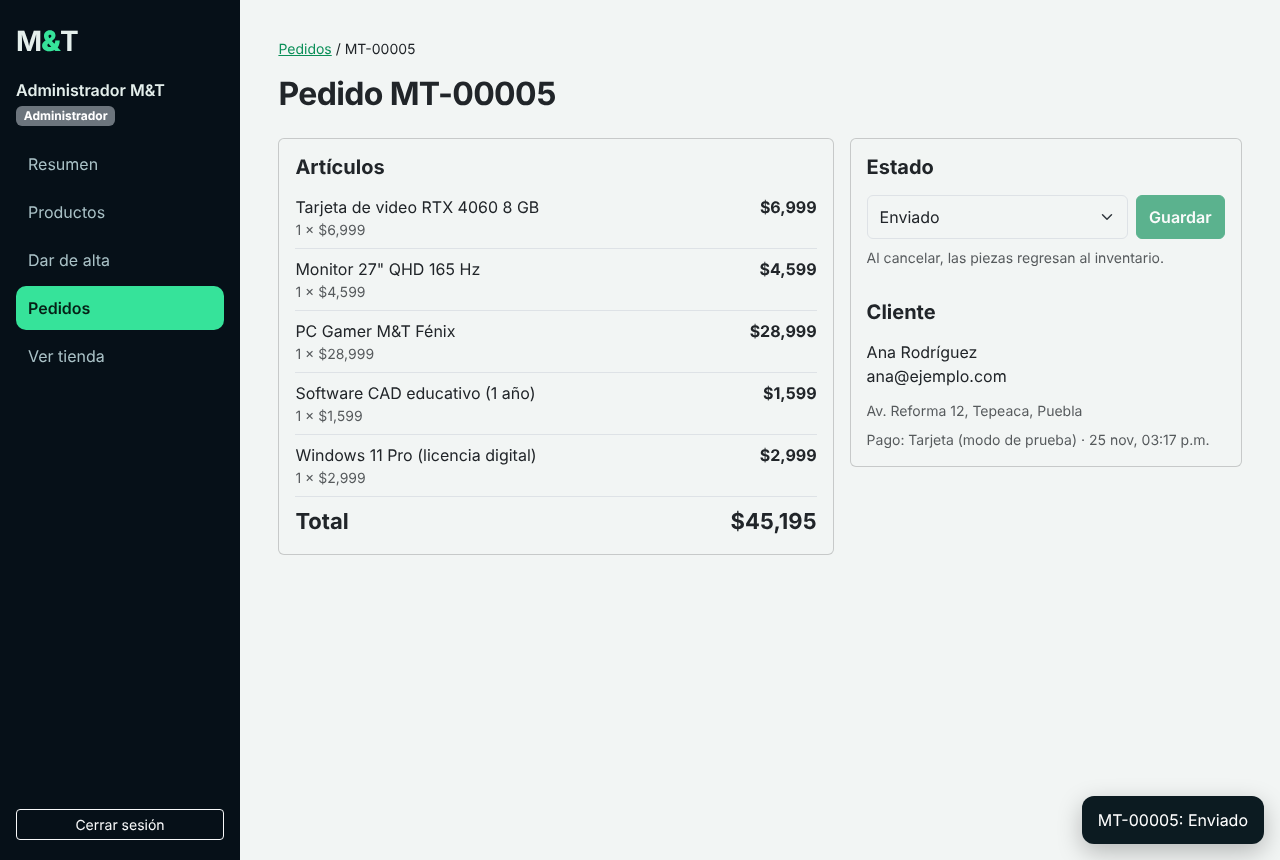 M&T
Administrador M&T
Administrador
Resumen
Productos
Dar de alta
Pedidos
Ver tienda
Cerrar sesión
Pedidos / MT-00005
Pedido MT-00005
Artículos
Tarjeta de video RTX 4060 8 GB $6,999
1 × $6,999
Monitor 27" QHD 165 Hz $4,599
1 × $4,599
PC Gamer M&T Fénix $28,999
1 × $28,999
Software CAD educativo (1 año) $1,599
1 × $1,599
Windows 11 Pro (licencia digital) $2,999
1 × $2,999
Total $45,195
Estado
Enviado Guardar
Al cancelar, las piezas regresan al inventario.
Cliente
Ana Rodríguez
ana@ejemplo.com
Av. Reforma 12, Tepeaca, Puebla
Pago: Tarjeta (modo de prueba) · 25 nov, 03:17 p.m.
MT-00005: Enviado